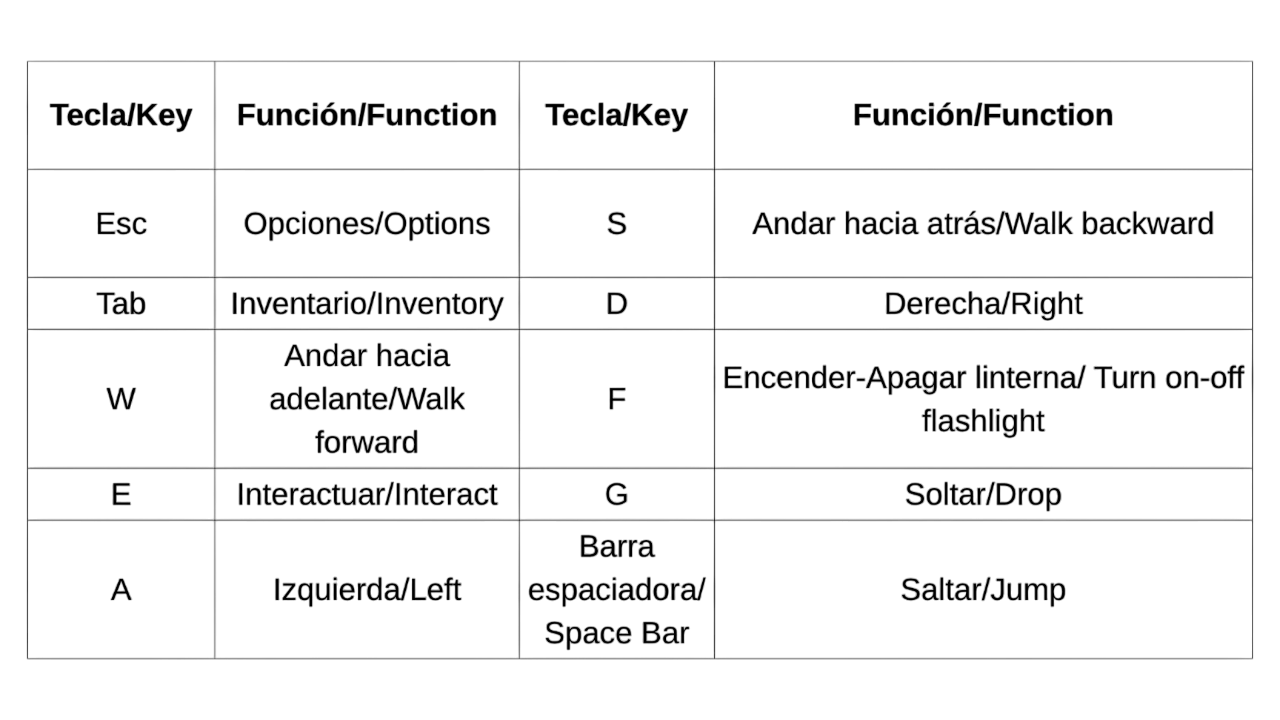 Tecla/Key Función/Function Tecla/Key Función/Function
Esc Opciones/Options S Andar hacia atrás/Walk backward
Tab Inventario/Inventory D Derecha/Right
W
Andar hacia
adelante/Walk
forward
F
Encender-Apagar linterna/ Turn on-off
flashlight
E Interactuar/Interact G Soltar/Drop
A Izquierda/Left
Barra
espaciadora/
Space Bar
Saltar/Jump